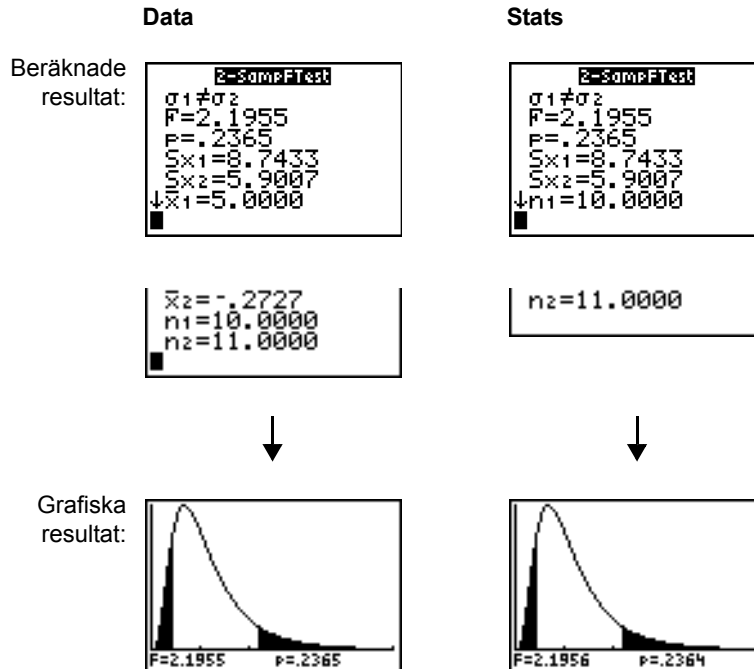 Data
Stats
Beräknade
resultat:
2-SampFTest
σ1≠σ2
F=2.1955
p=.2365
Sx1=8.7433
Sx2=5.9007
↓x̄1=5.0000
x̄2=-.2727
n1=10.0000
n2=11.0000
2-SampFTest
σ1≠σ2
F=2.1955
p=.2365
Sx1=8.7433
Sx2=5.9007
↓n1=10.0000
n2=11.0000
Grafiska
resultat:
F=2.1955 p=.2365
F=2.1956 p=.2364